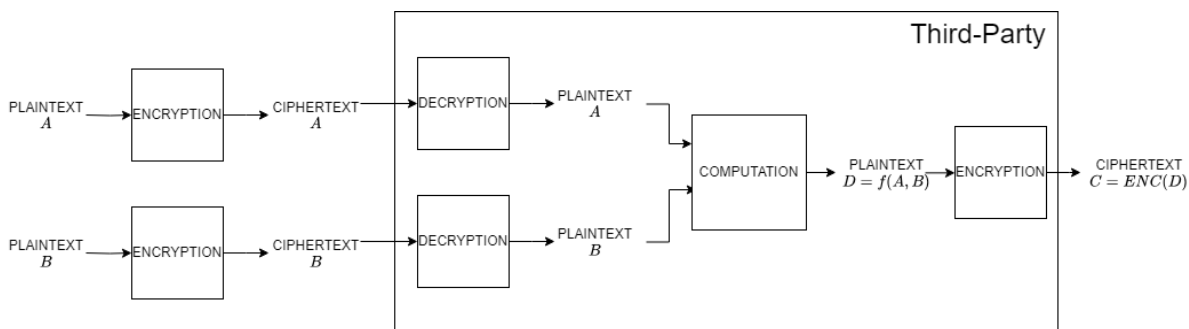 Third-Party
PLAINTEXT
A
ENCRYPTION
CIPHERTEXT
A
DECRYPTION
PLAINTEXT
A
COMPUTATION
PLAINTEXT
D = f(A, B)
ENCRYPTION
CIPHERTEXT
C = ENC(D)
PLAINTEXT
B
ENCRYPTION
CIPHERTEXT
B
DECRYPTION
PLAINTEXT
B